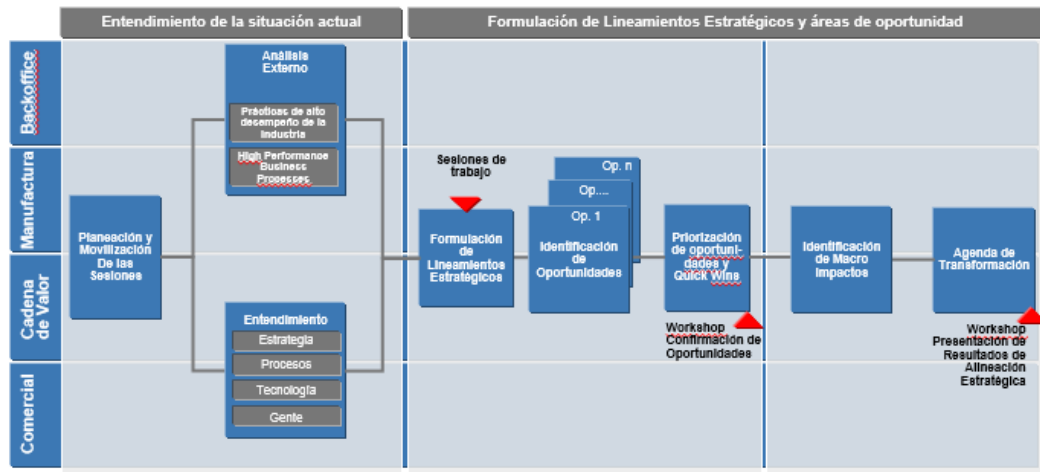 Entendimiento de la situación actual
Formulación de Lineamientos Estratégicos y áreas de oportunidad
Backoffice
Manufactura
Cadena
de Valor
Comercial
Planeación y
Movilización
De las
Sesiones
Análisis
Externo
Prácticas de alto
desempeño de la
Industria
High Performance
Business
Processes
Entendimiento
Estrategia
Procesos
Tecnología
Gente
Sesiones de
trabajo
Formulación
de
Lineamientos
Estratégicos
Op. n
Op....
Op. 1
Identificación
de
Oportunidades
Priorización
de oportuni-
dades y
Quick Wins
Workshop
Confirmación de
Oportunidades
Identificación
de Macro
Impactos
Agenda de
Transformación
Workshop
Presentación de
Resultados de
Alineación
Estratégica